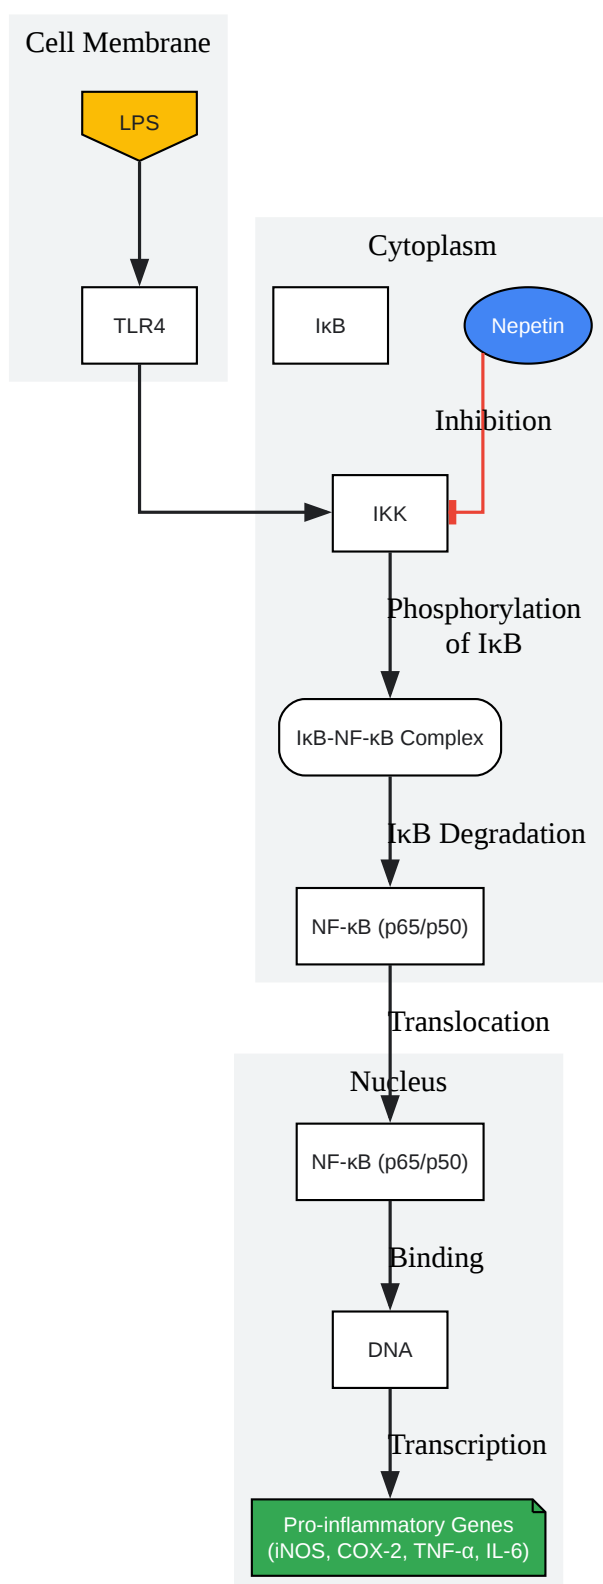 Cell Membrane
LPS
TLR4
Cytoplasm
IκB
Nepetin
Inhibition
IKK
Phosphorylation
of IκB
IκB-NF-κB Complex
IκB Degradation
NF-κB (p65/p50)
Translocation
Nucleus
NF-κB (p65/p50)
Binding
DNA
Transcription
Pro-inflammatory Genes
(iNOS, COX-2, TNF-α, IL-6)